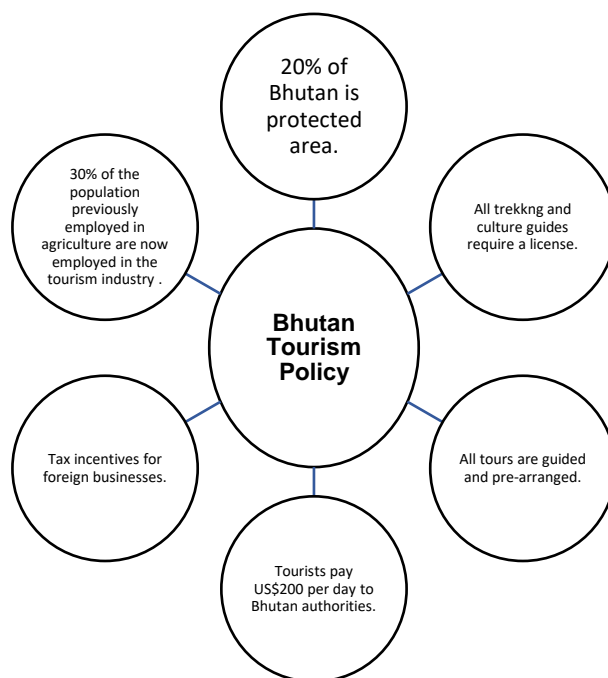 20% of
Bhutan is
protected
area.
All trekkng and
culture guides
require a license.
All tours are guided
and pre-arranged.
Tourists pay
US$200 per day to
Bhutan authorities.
Tax incentives for
foreign businesses.
30% of the
population
previously
employed in
agriculture are now
employed in the
tourism industry .
Bhutan
Tourism
Policy